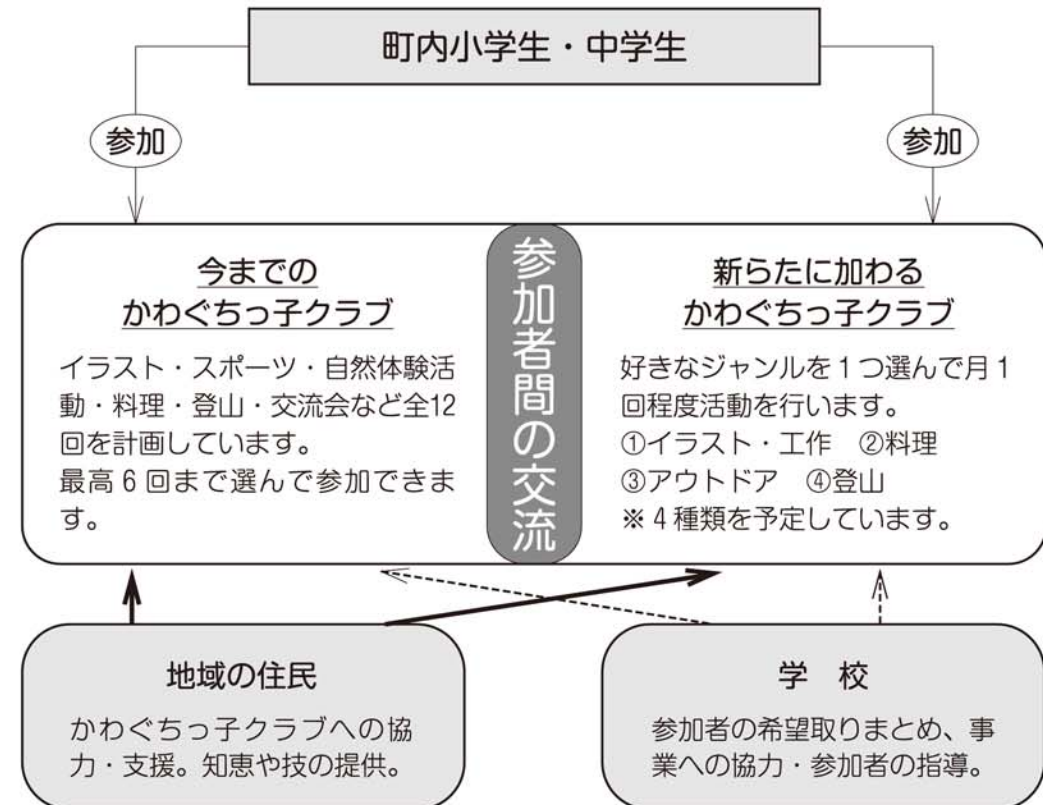 町内小学生・中学生
参加
参加
今までの
かわぐちっ子クラブ
イラスト・スポーツ・自然体験活
動・料理・登山・交流会など全12
回を計画しています。
最高6回まで選んで参加できま
す。
参加者間の交流
新らたに加わる
かわぐちっ子クラブ
好きなジャンルを1つ選んで月1
回程度活動を行います。
①イラスト・工作　②料理
③アウトドア　④登山
※4種類を予定しています。
地域の住民
かわぐちっ子クラブへの協
力・支援。知恵や技の提供。
学　校
参加者の希望取りまとめ、事
業への協力・参加者の指導。